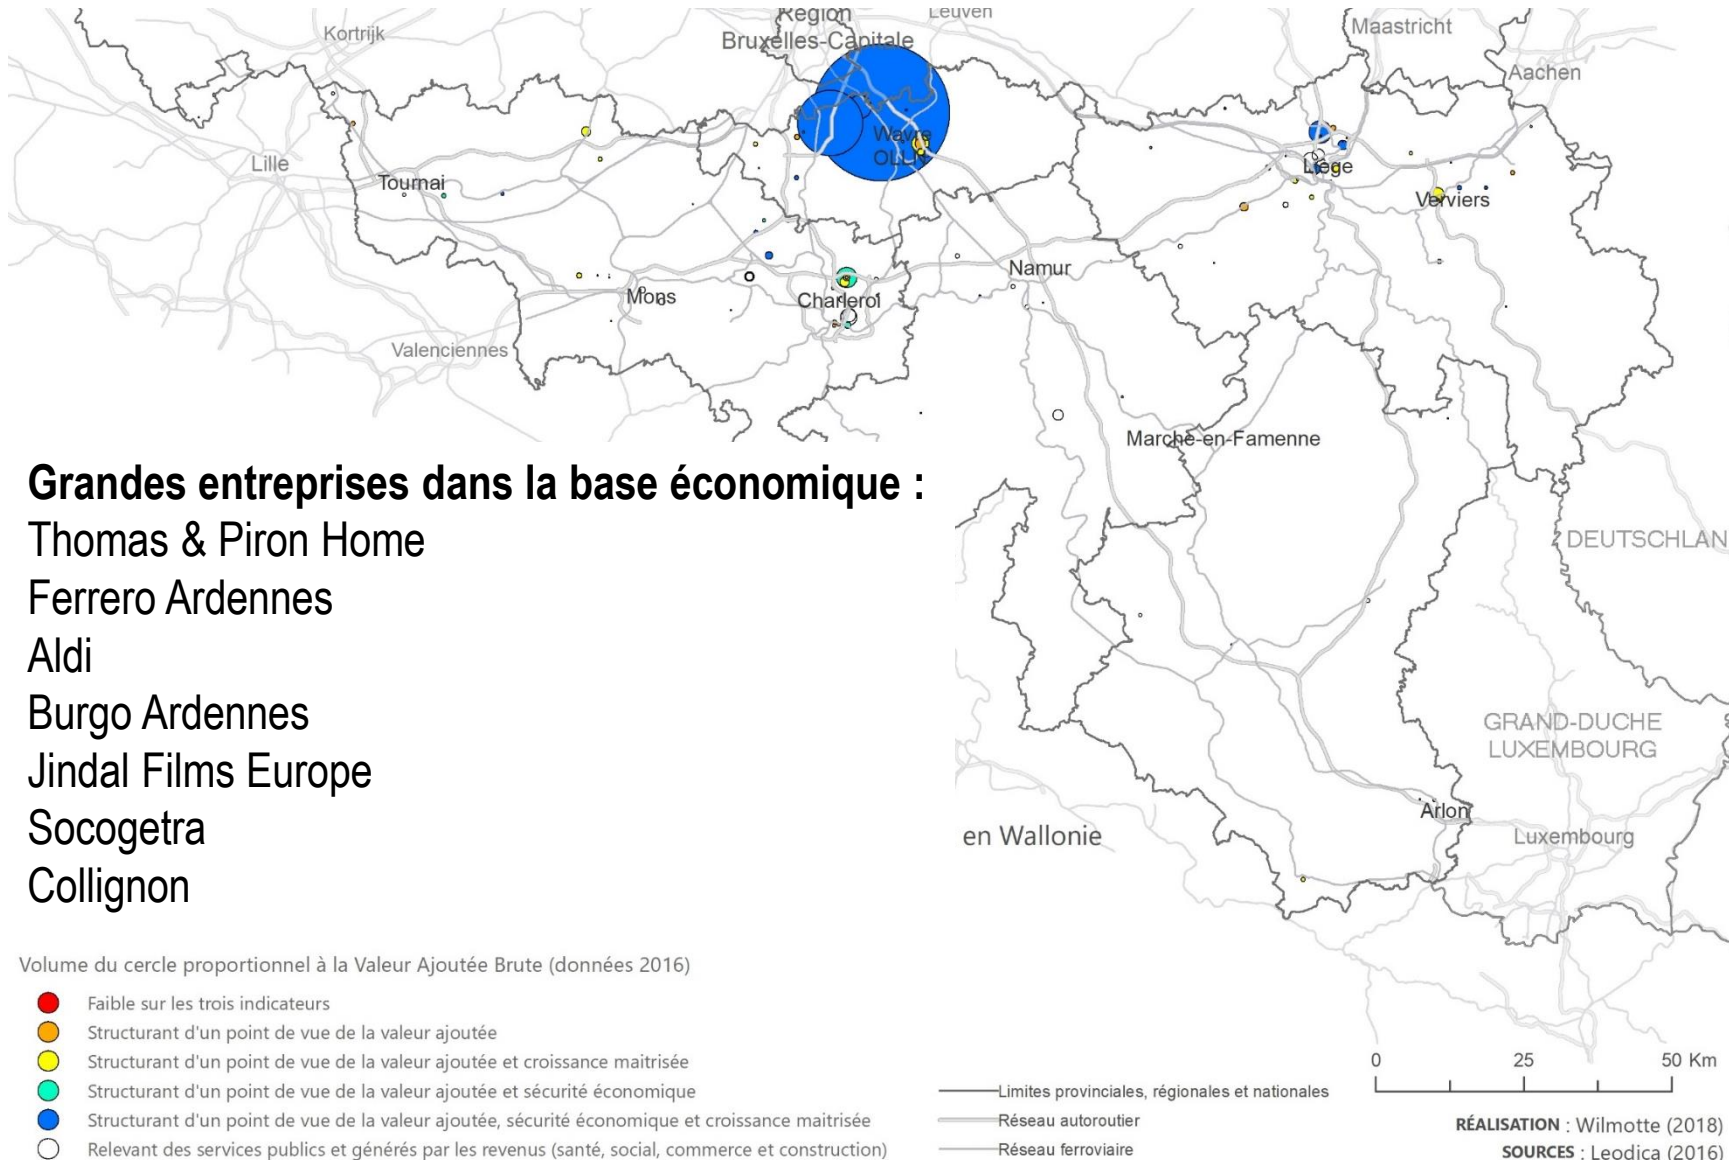 Région
Bruxelles-Capitale
Leuven
Maastricht
Kortrijk
Aachen
Lille
Tournai
Wavre
OLLN
Liège
Verviers
Mons
Charleroi
Namur
Valenciennes
Marche-en-Famenne
Grandes entreprises dans la base économique :
Thomas & Piron Home
Ferrero Ardennes
Aldi
Burgo Ardennes
Jindal Films Europe
Socogetra
Collignon
DEUTSCHLAN
GRAND-DUCHE
LUXEMBOURG
Arlon
Luxembourg
en Wallonie
Volume du cercle proportionnel à la Valeur Ajoutée Brute (données 2016)
Faible sur les trois indicateurs
Structurant d'un point de vue de la valeur ajoutée
Structurant d'un point de vue de la valeur ajoutée et croissance maitrisée
Structurant d'un point de vue de la valeur ajoutée et sécurité économique
Structurant d'un point de vue de la valeur ajoutée, sécurité économique et croissance maitrisée
Relevant des services publics et générés par les revenus (santé, social, commerce et construction)
Limites provinciales, régionales et nationales
Réseau autoroutier
Réseau ferroviaire
0 25 50 Km
RÉALISATION : Wilmotte (2018)
SOURCES : Leodica (2016)